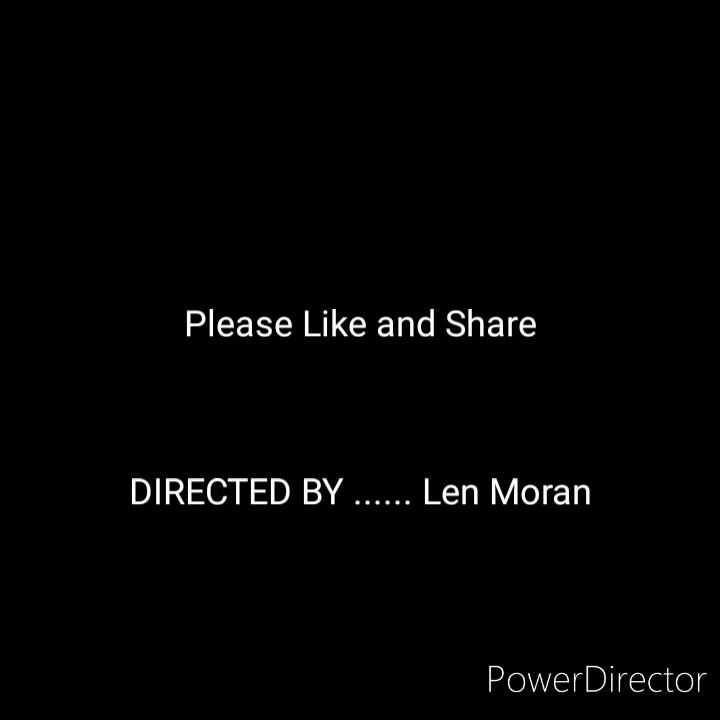 Please Like and Share
DIRECTED BY ...... Len Moran
PowerDirector